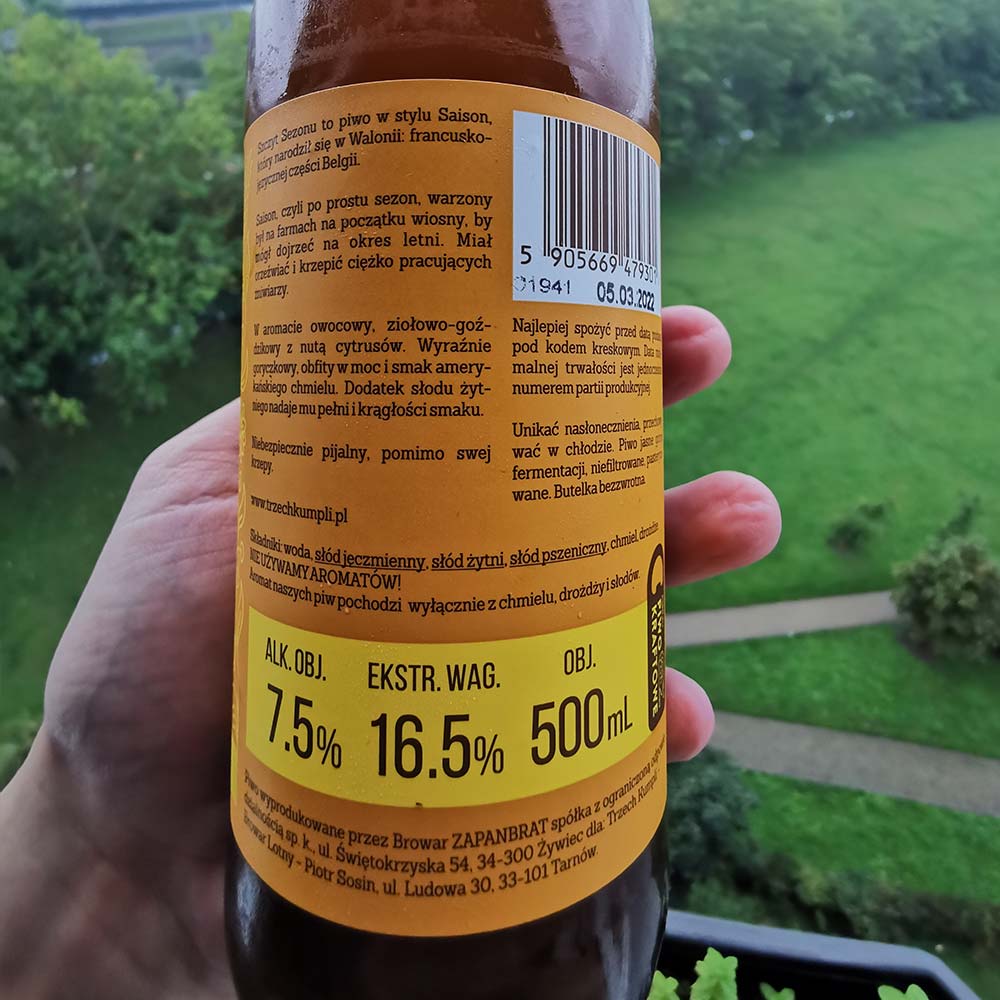 Szczyt Sezonu to piwo w stylu Saison,
który narodził się w Walonii: francusko-
języcznej części Belgii.
Saison, czyli po prostu sezon, warzony
był na farmach na początku wiosny, by
mógł dojrzeć na okres letni. Miał
orzeźwiać i krzepić ciężko pracujących
żniwiarzy.
W aromacie owocowy, ziołowo-goź-
dzikowy z nutą cytrusów. Wyraźnie
goryczkowy, obfity w moc i smak amery-
kańskiego chmielu. Dodatek słodu żyt-
niego nadaje mu pełni i krągłości smaku.
Niebezpiecznie pijalny, pomimo swej
krzepy.
www.trzechkumpli.pl
5 905669 47930
01941 05.03.2022
Najlepiej spożyć przed datą
pod kodem kreskowym. Data
malnej trwałości jest
numerem partii produkcyjnej.
Unikać nasłonecznienia,
wać w chłodzie. Piwo jasne
fermentacji, niefiltrowane,
wane. Butelka bezzwrotna.
Składniki: woda, słód jęczmienny, słód żytni, słód pszeniczny, chmiel, drożdże.
NIE UŻYWAMY AROMATÓW!
Aromat naszych piw pochodzi wyłącznie z chmielu, drożdży i słodów.
ALK. OBJ. EKSTR. WAG. OBJ.
7.5% 16.5% 500mL
KRAFTOWE
Piwo wyprodukowane przez Browar ZAPANBRAT spółka z ograniczoną
działnością sp. k., ul. Świętokrzyska 54, 34-300 Żywiec dla: Trzech Kumpli -
Browar Lotny - Piotr Sosin, ul. Ludowa 30, 33-101 Tarnów.